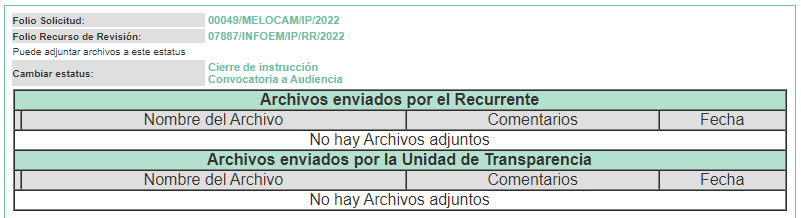 Folio Solicitud: 00049/MELOCAM/IP/2022
Folio Recurso de Revisión: 07887/INFOEM/IP/RR/2022
Puede adjuntar archivos a este estatus
Cambiar estatus: Cierre de instrucción
Convocatoria a Audiencia
Archivos enviados por el Recurrente
Nombre del Archivo Comentarios Fecha
No hay Archivos adjuntos
Archivos enviados por la Unidad de Transparencia
Nombre del Archivo Comentarios Fecha
No hay Archivos adjuntos